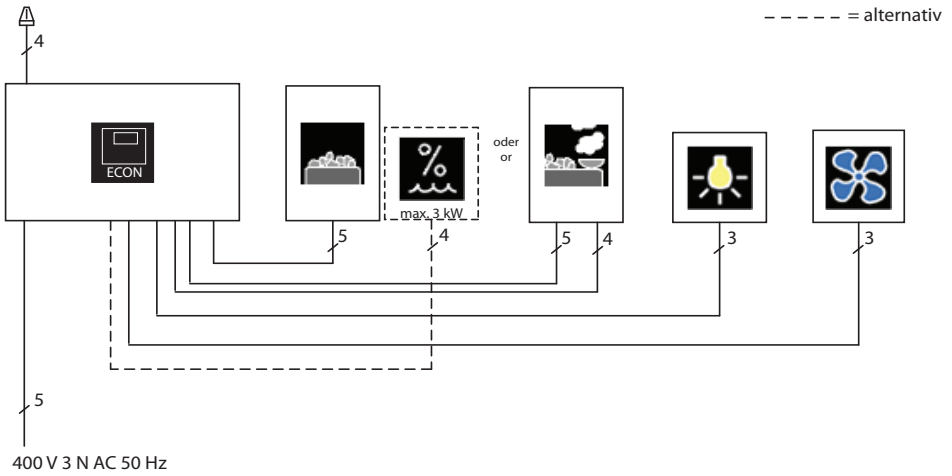 – – – – – = alternativ
4
ECON
%
max. 3 kW
oder
or
5
4
5
4
3
3
5
400 V 3 N AC 50 Hz